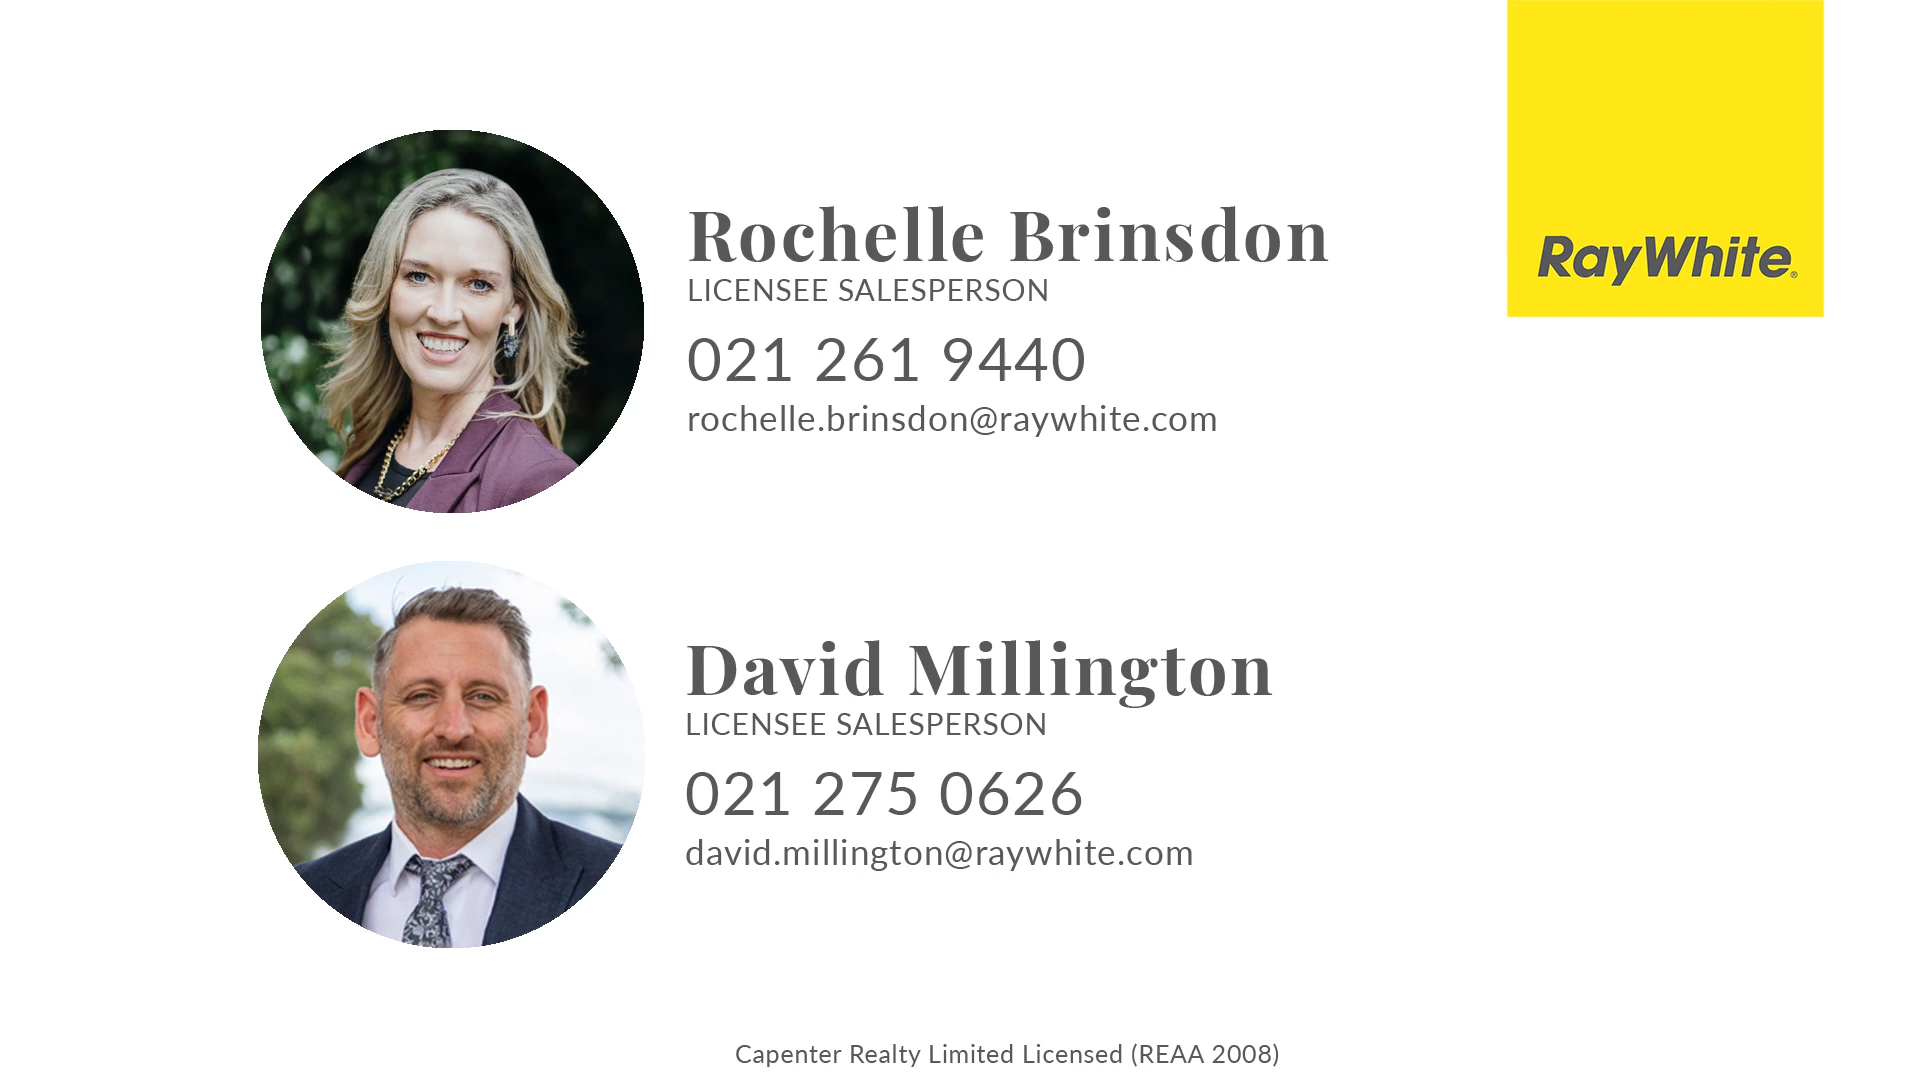 RayWhite®
Rochelle Brinsdon
LICENSEE SALESPERSON
021 261 9440
rochelle.brinsdon@raywhite.com
David Millington
LICENSEE SALESPERSON
021 275 0626
david.millington@raywhite.com
Capenter Realty Limited Licensed (REAA 2008)